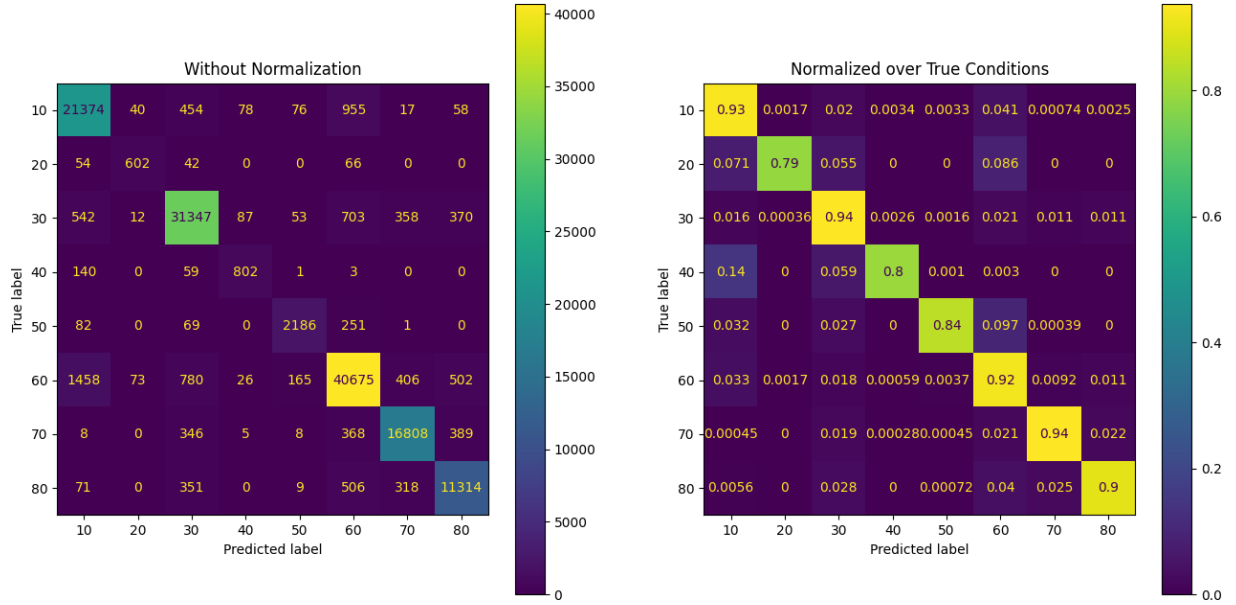 Without Normalization
True label
10 21374 40 454 78 76 955 17 58
20 54 602 42 0 0 66 0 0
30 542 12 31347 87 53 703 358 370
40 140 0 59 802 1 3 0 0
50 82 0 69 0 2186 251 1 0
60 1458 73 780 26 165 40675 406 502
70 8 0 346 5 8 368 16808 389
80 71 0 351 0 9 506 318 11314
10 20 30 40 50 60 70 80
Predicted label
40000
35000
30000
25000
20000
15000
10000
5000
0
Normalized over True Conditions
True label
10 0.93 0.0017 0.02 0.0034 0.0033 0.041 0.00074 0.0025
20 0.071 0.79 0.055 0 0 0.086 0 0
30 0.016 0.00036 0.94 0.0026 0.0016 0.021 0.011 0.011
40 0.14 0 0.059 0.8 0.001 0.003 0 0
50 0.032 0 0.027 0 0.84 0.097 0.00039 0
60 0.033 0.0017 0.018 0.00059 0.0037 0.92 0.0092 0.011
70 0.00045 0 0.019 0.00028 0.00045 0.021 0.94 0.022
80 0.0056 0 0.028 0 0.00072 0.04 0.025 0.9
10 20 30 40 50 60 70 80
Predicted label
0.8
0.6
0.4
0.2
0.0